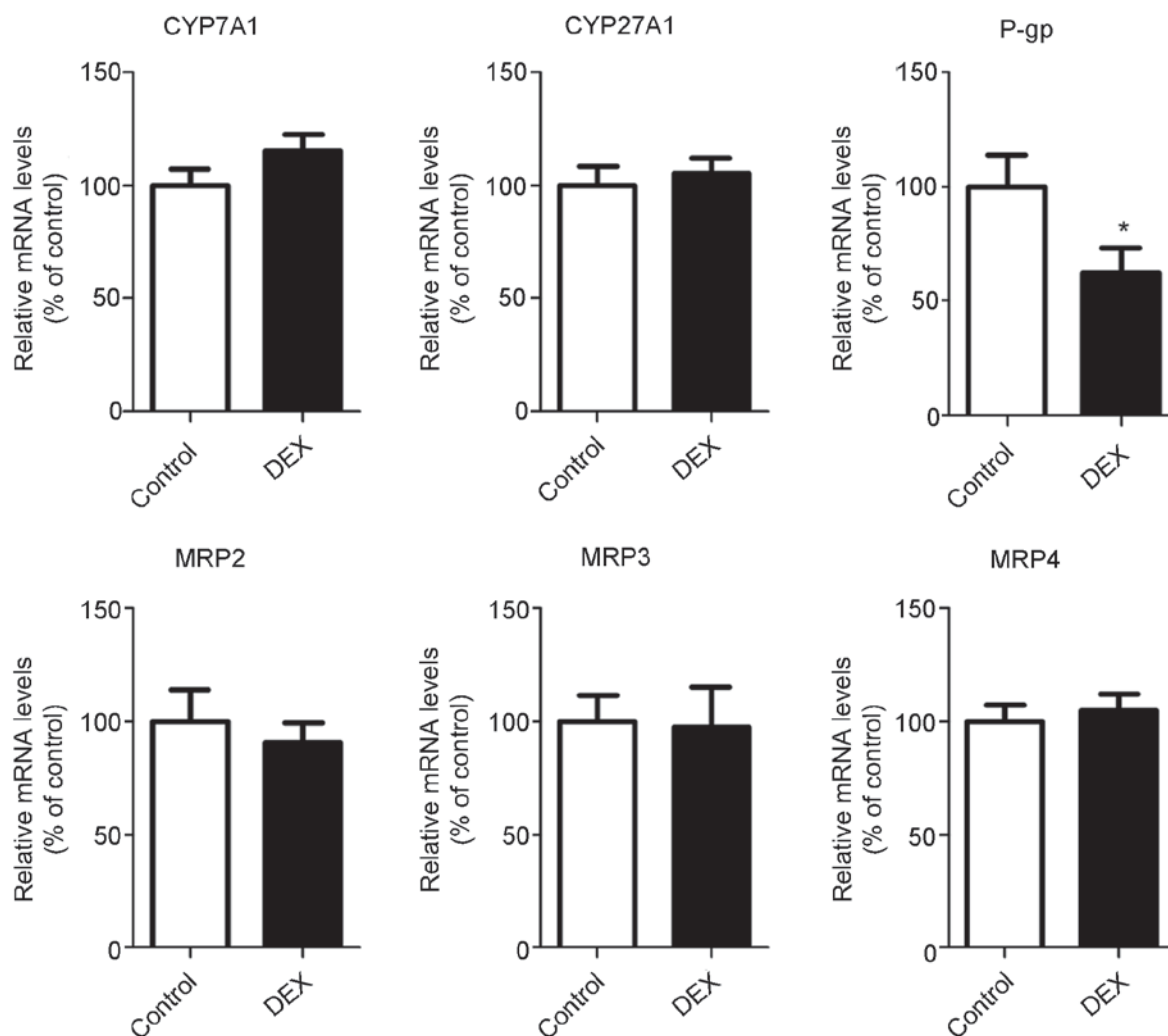 CYP7A1
Relative mRNA levels
(% of control)
150
100
50
0
Control
DEX
CYP27A1
Relative mRNA levels
(% of control)
150
100
50
0
Control
DEX
P-gp
Relative mRNA levels
(% of control)
150
100
50
0
*
Control
DEX
MRP2
Relative mRNA levels
(% of control)
150
100
50
0
Control
DEX
MRP3
Relative mRNA levels
(% of control)
150
100
50
0
Control
DEX
MRP4
Relative mRNA levels
(% of control)
150
100
50
0
Control
DEX